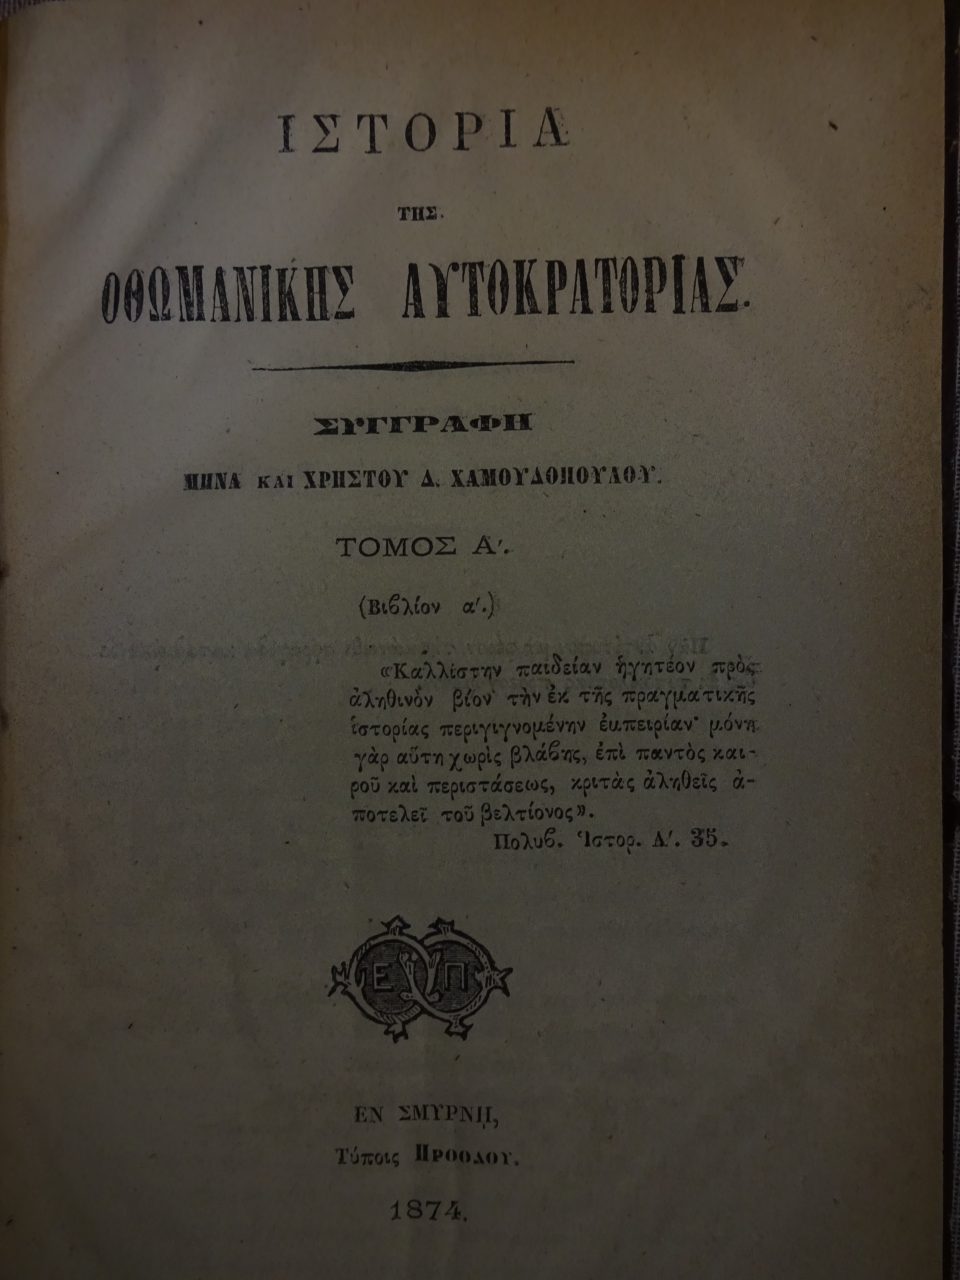 ΙΣΤΟΡΙΑ
ΤΗΣ
ΟΘΩΜΑΝΙΚΗΣ ΑΥΤΟΚΡΑΤΟΡΙΑΣ.
ΣΥΓΓΡΑΦΗ
ΜΗΝΑ ΚΑΙ ΧΡΗΣΤΟΥ Δ. ΧΑΜΟΥΔΟΠΟΥΛΟΥ.
ΤΟΜΟΣ Α'.
(Βιϐλίον α'.)
«Καλλίστην παιδείαν ἡγητέον πρὸς
ἀληθινὸν βίον τὴν ἐκ τῆς πραγματικῆς
ἱστορίας περιγιγνομένην ἐμπειρίαν· μόνη
γὰρ αὕτη χωρὶς βλάϐης, ἐπὶ παντὸς και-
ροῦ καὶ περιστάσεως, κριτὰς ἀληθεῖς ἀ-
ποτελεῖ τοῦ βελτίονος».
Πολυϐ. Ἱστορ. Α'. 35.
Ε Π
ΕΝ ΣΜΥΡΝΗ,
Τύποις ΠΡΟΟΔΟΥ.
1874.